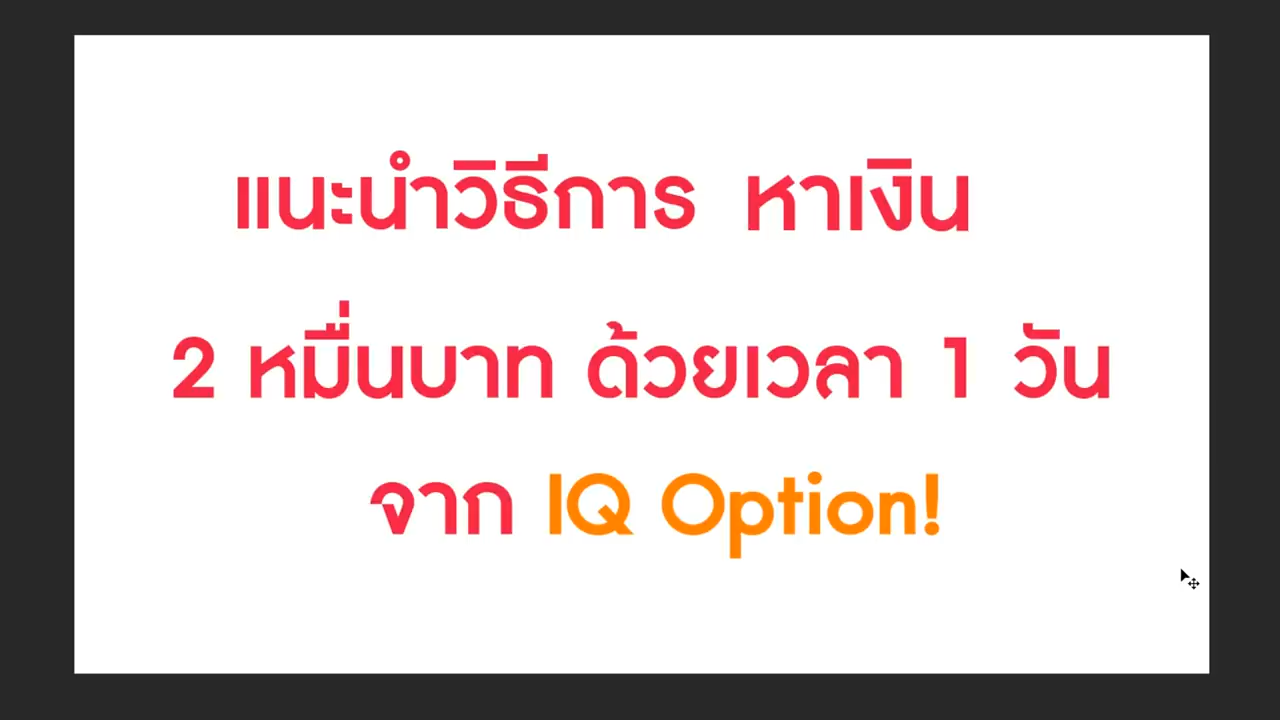 แนะนำวิธีการ หาเงิน
2 หมื่นบาท ด้วยเวลา 1 วัน
จาก IQ Option!